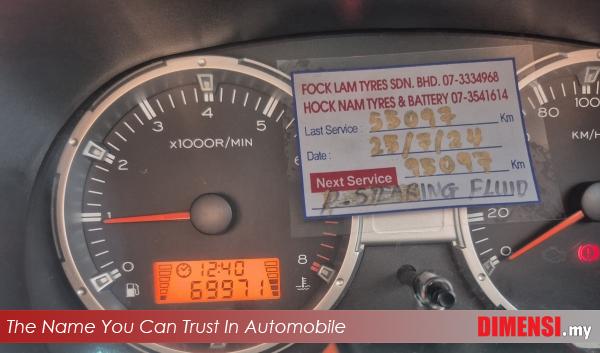 FOCK LAM TYRES SDN. BHD. 07-3334968
HOCK NAM TYRES & BATTERY 07-3541614
Last Service : 53097 Km
Date : 25/7/24
93097 Km
Next Service
P-STEARING FLUID
x1000R/MIN
0
1
2
3
4
5
8
12:40
69971
0
20
80
100
KM/H
The Name You Can Trust In Automobile
DIMENSI.my